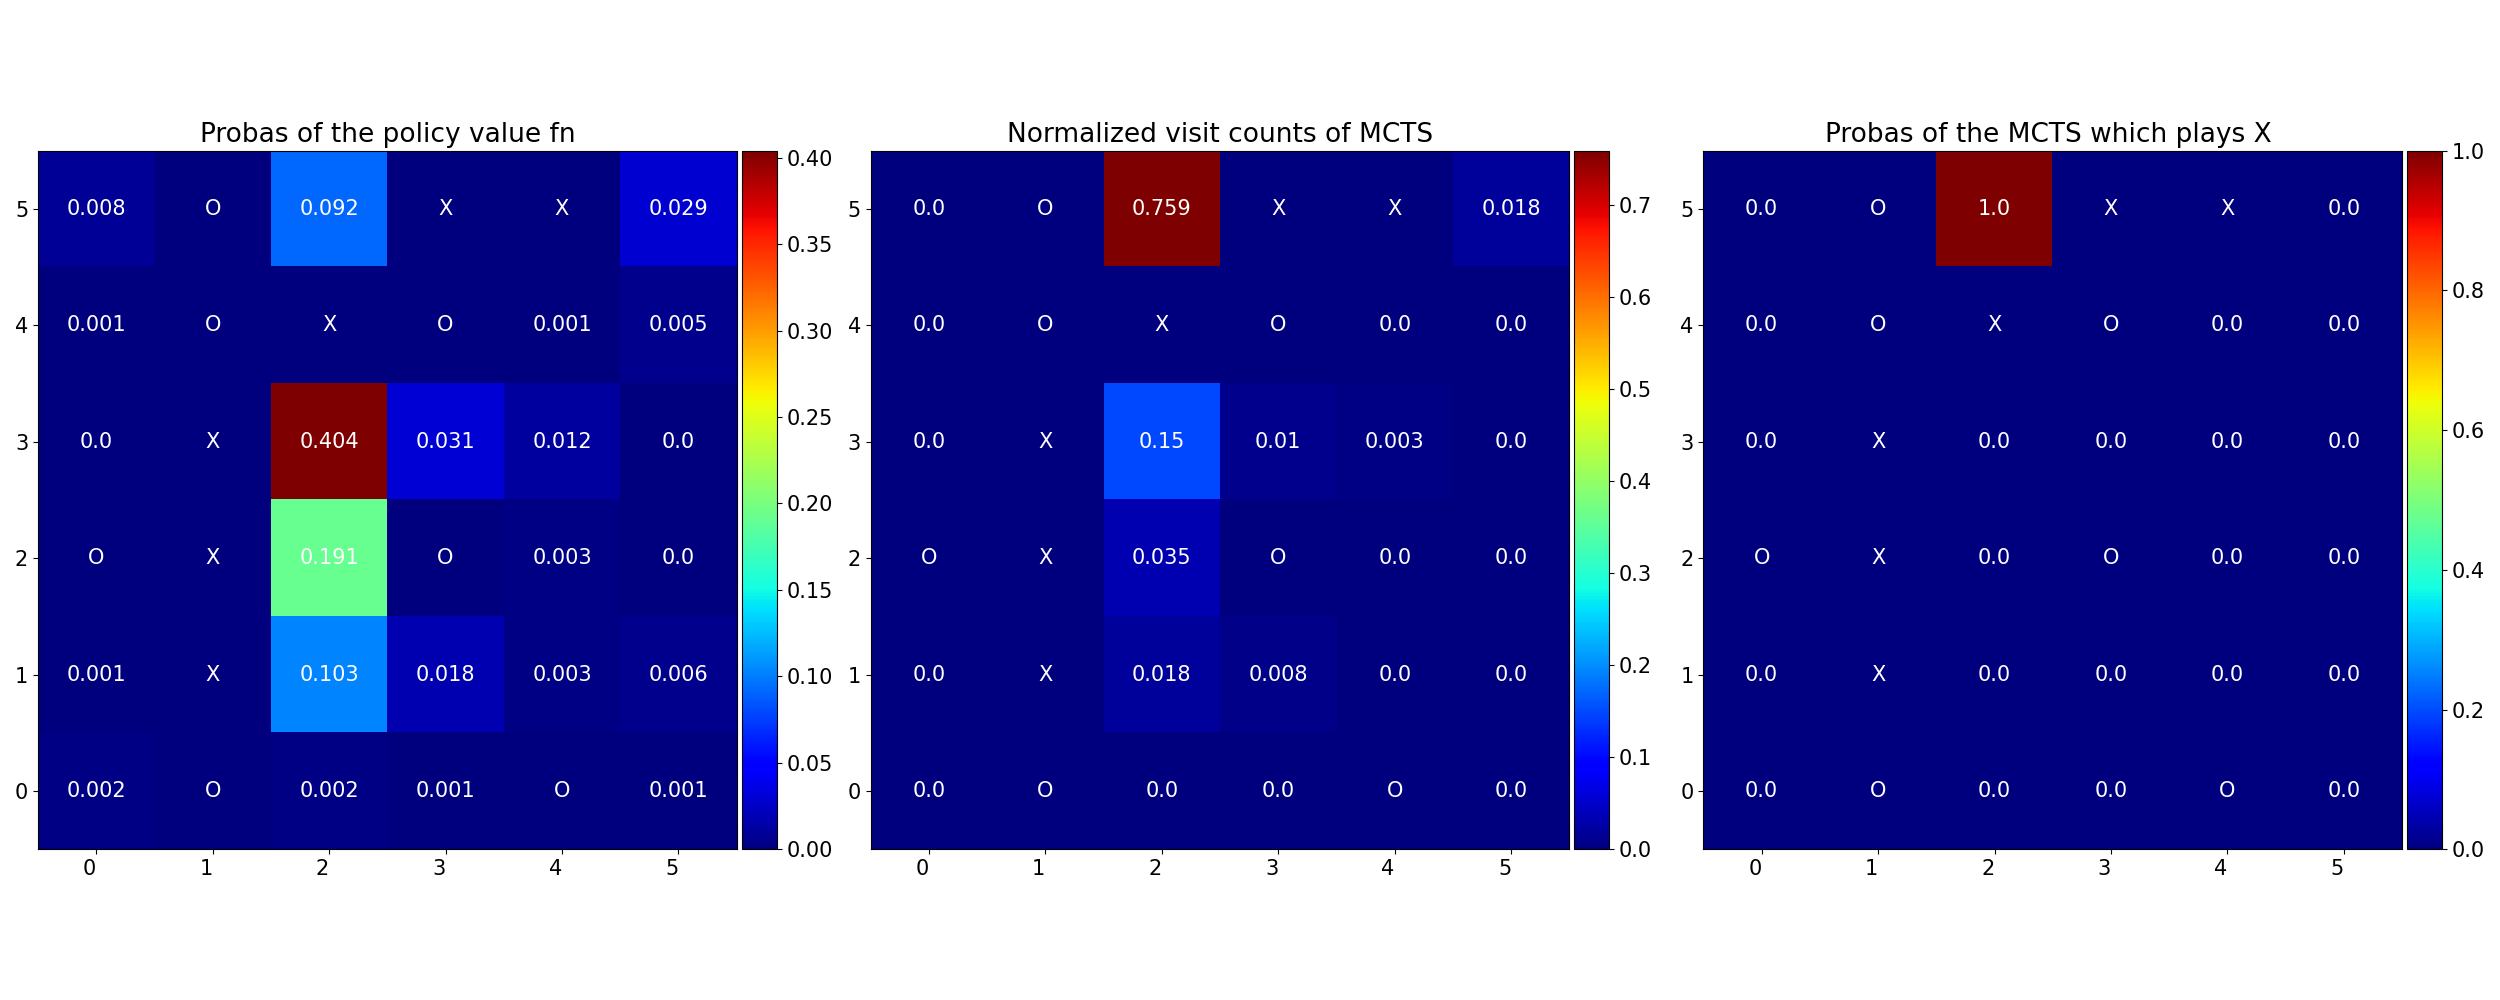 Probas of the policy value fn
5 0.008 O 0.092 X X 0.029
4 0.001 O X O 0.001 0.005
3 0.0 X 0.404 0.031 0.012 0.0
2 O X 0.191 O 0.003 0.0
1 0.001 X 0.103 0.018 0.003 0.006
0 0.002 O 0.002 0.001 O 0.001
0 1 2 3 4 5
0.40
0.35
0.30
0.25
0.20
0.15
0.10
0.05
0.00
Normalized visit counts of MCTS
5 0.0 O 0.759 X X 0.018
4 0.0 O X O 0.0 0.0
3 0.0 X 0.15 0.01 0.003 0.0
2 O X 0.035 O 0.0 0.0
1 0.0 X 0.018 0.008 0.0 0.0
0 0.0 O 0.0 0.0 O 0.0
0 1 2 3 4 5
0.7
0.6
0.5
0.4
0.3
0.2
0.1
0.0
Probas of the MCTS which plays X
5 0.0 O 1.0 X X 0.0
4 0.0 O X O 0.0 0.0
3 0.0 X 0.0 0.0 0.0 0.0
2 O X 0.0 O 0.0 0.0
1 0.0 X 0.0 0.0 0.0 0.0
0 0.0 O 0.0 0.0 O 0.0
0 1 2 3 4 5
1.0
0.8
0.6
0.4
0.2
0.0